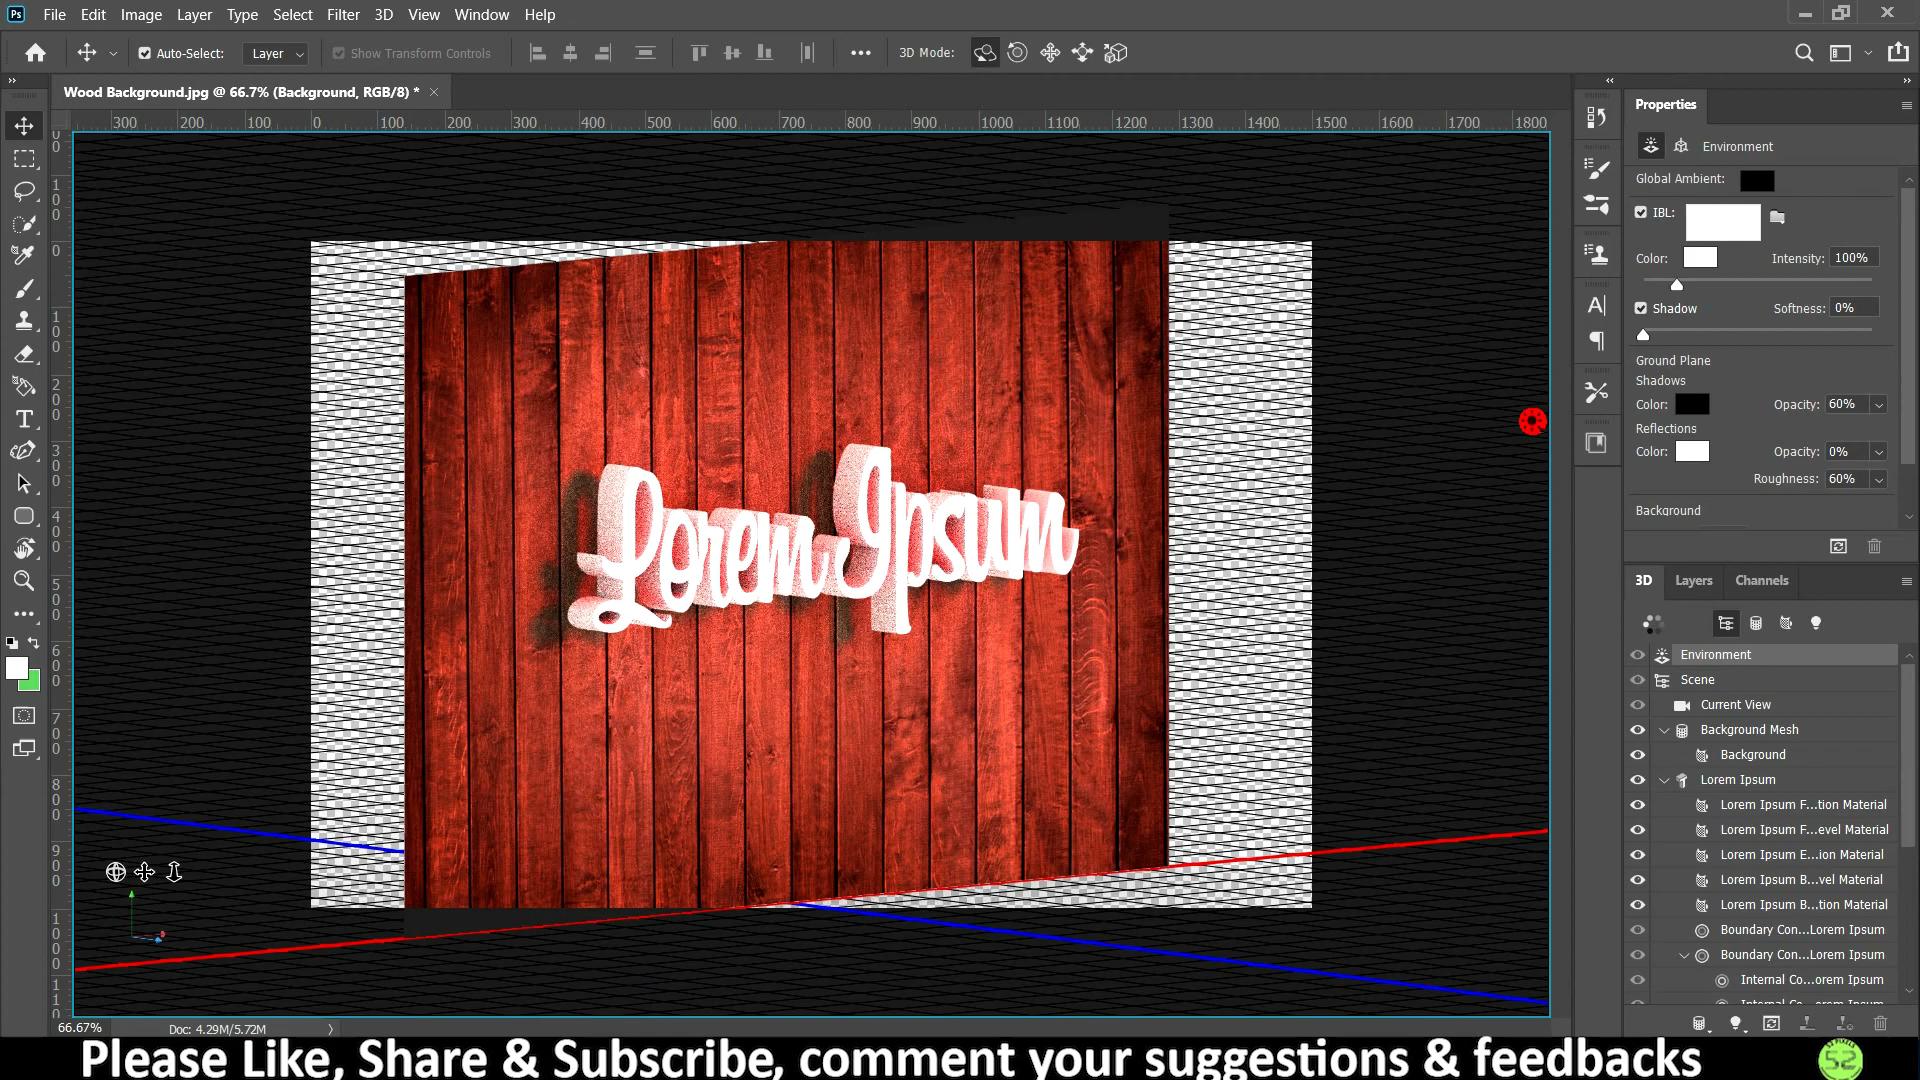 Ps File Edit Image Layer Type Select Filter 3D View Window Help
Auto-Select: Layer Show Transform Controls 3D Mode:
Wood Background.jpg @ 66.7% (Background, RGB/8) *
300 200 100 0 100 200 300 400 500 600 700 800 900 1000 1100 1200 1300 1400 1500 1600 1700 1800
Properties
Environment
Global Ambient:
IBL:
Color: Intensity: 100%
Shadow Softness: 0%
Ground Plane
Shadows
Color: Opacity: 60%
Reflections
Color: Opacity: 0%
Roughness: 60%
Background
Lorem Ipsum
3D Layers Channels
Environment
Scene
Current View
Background Mesh
Background
Lorem Ipsum
Lorem Ipsum F...tion Material
Lorem Ipsum F...evel Material
Lorem Ipsum E...ion Material
Lorem Ipsum B...vel Material
Lorem Ipsum B...tion Material
Boundary Con...Lorem Ipsum
Boundary Con...Lorem Ipsum
Internal Co...orem Ipsum
Internal Co...orem Ipsum
66.67% Doc: 4.29M/5.72M
Please Like, Share & Subscribe, comment your suggestions & feedbacks
52